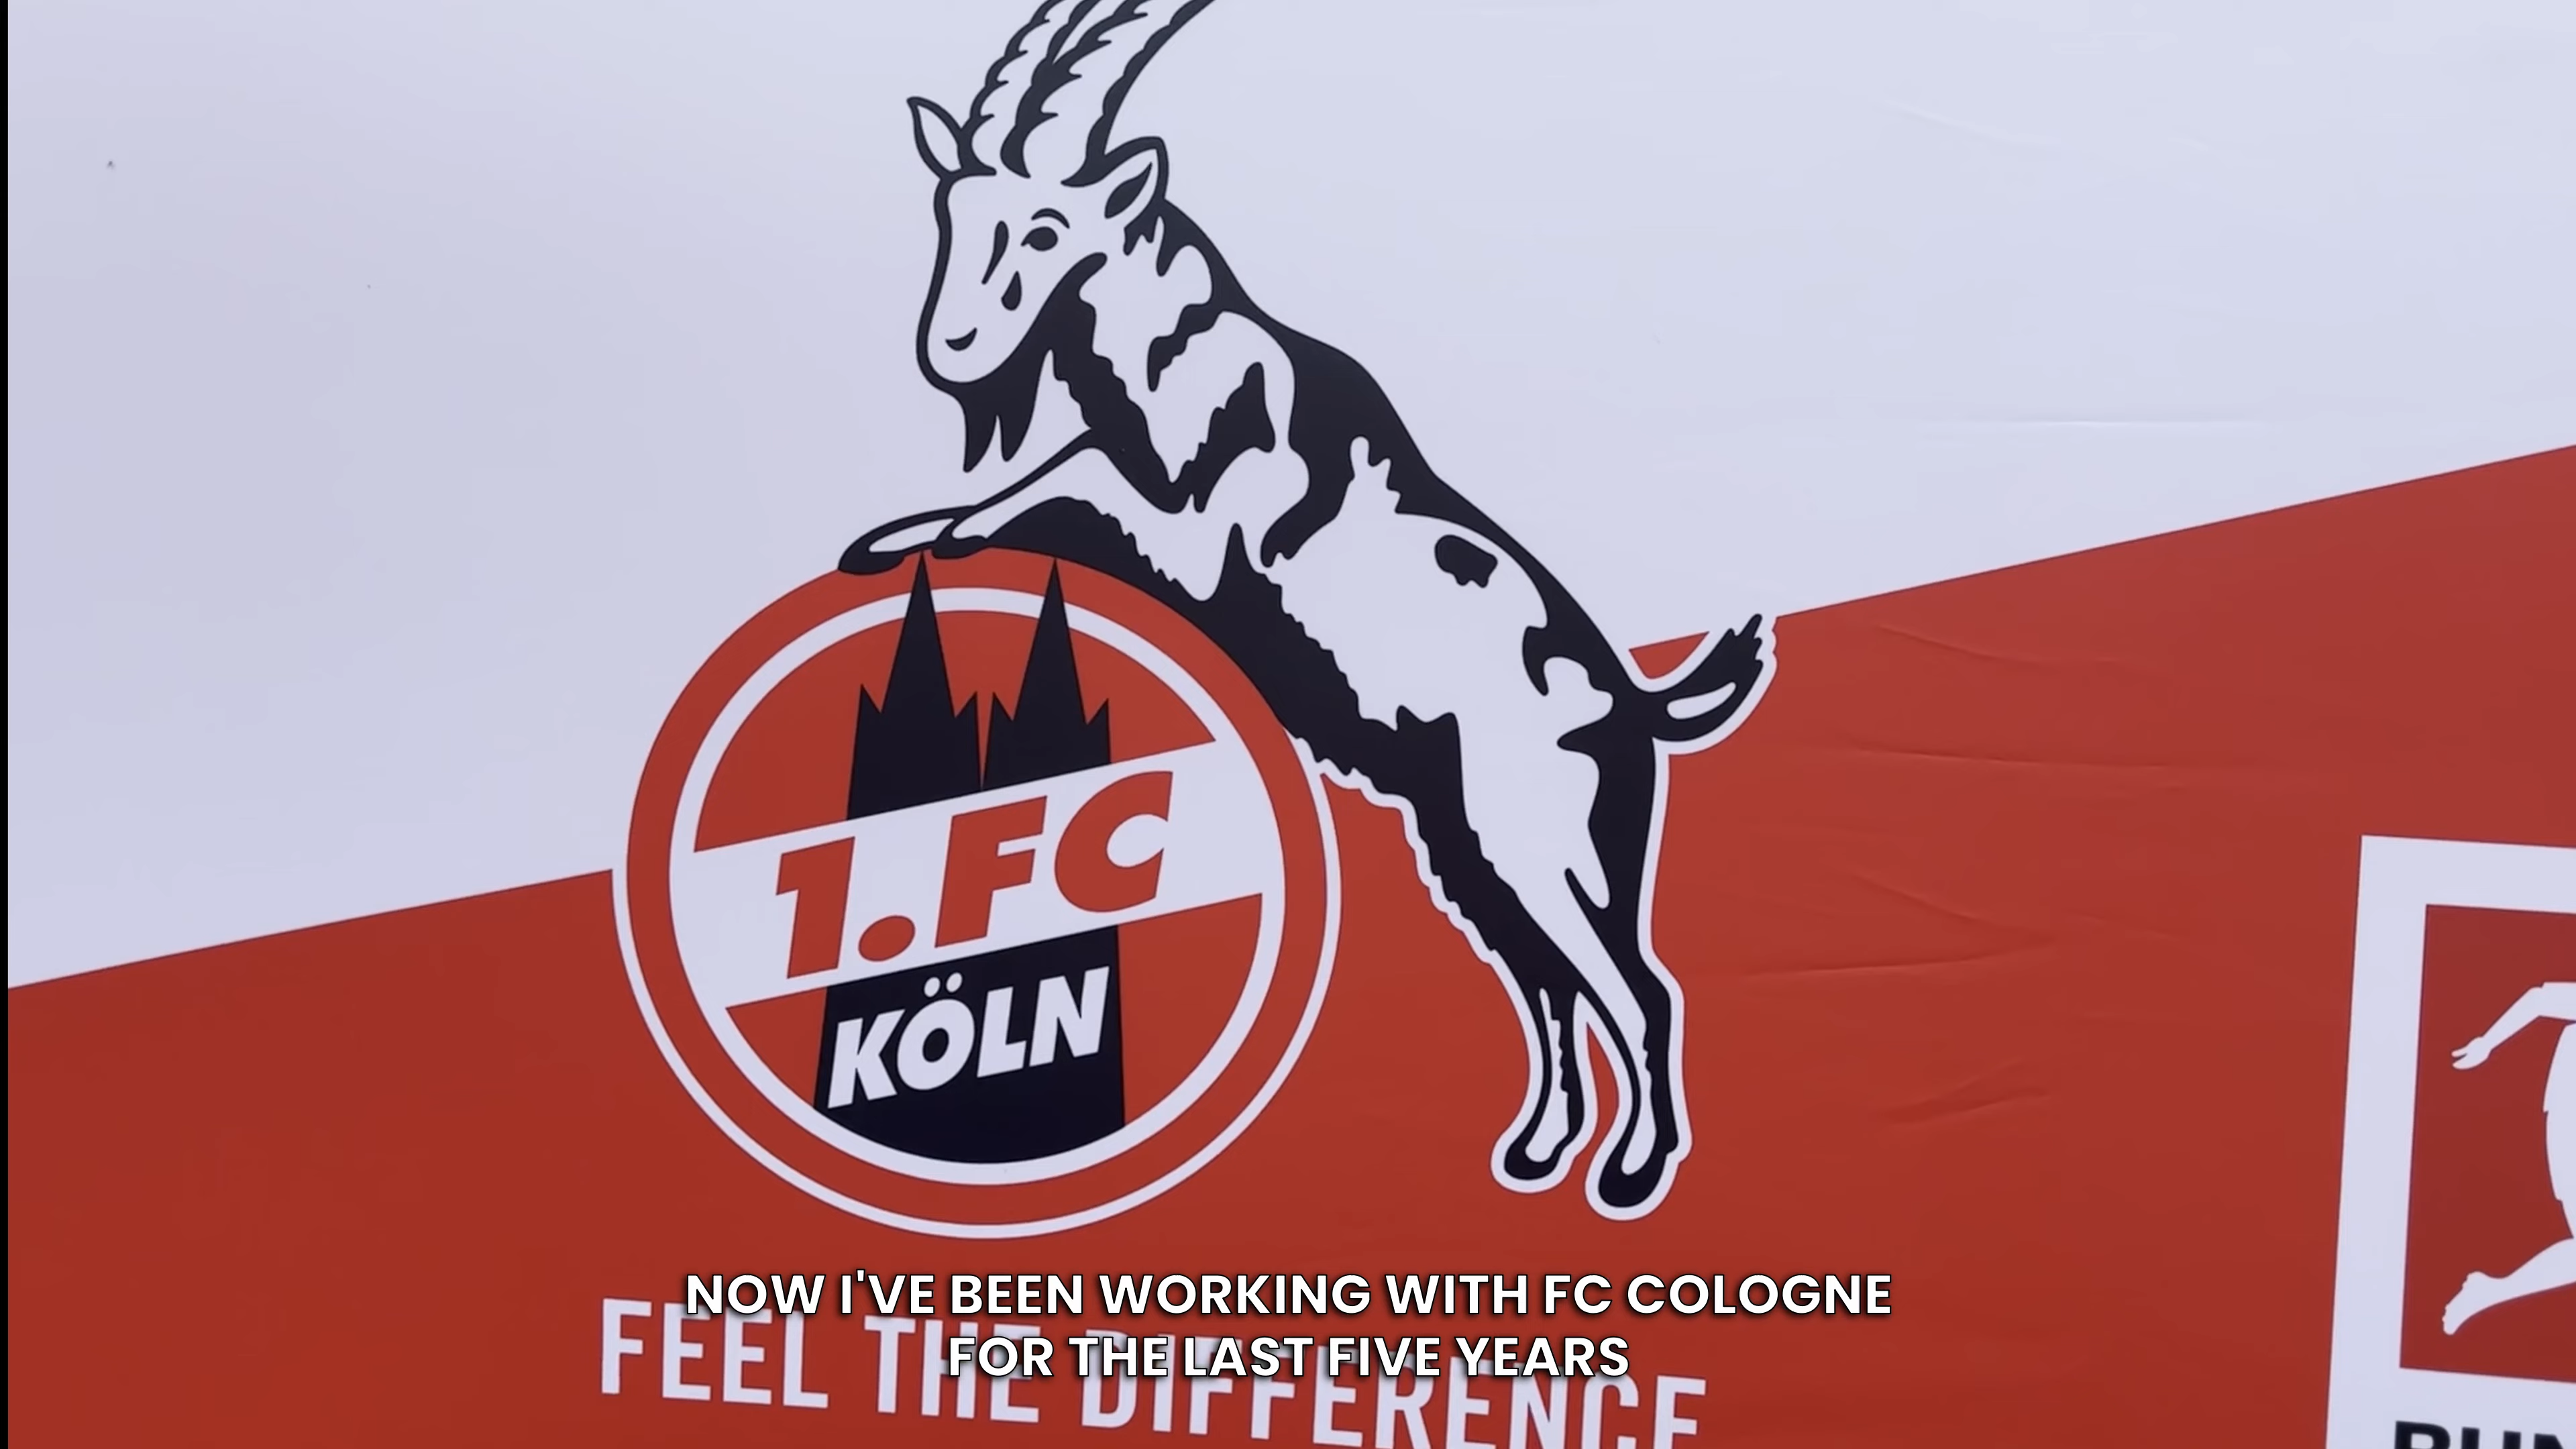 1.FC
KÖLN
NOW I'VE BEEN WORKING WITH FC COLOGNE
FOR THE LAST FIVE YEARS
FEEL THE DIFFERENCE